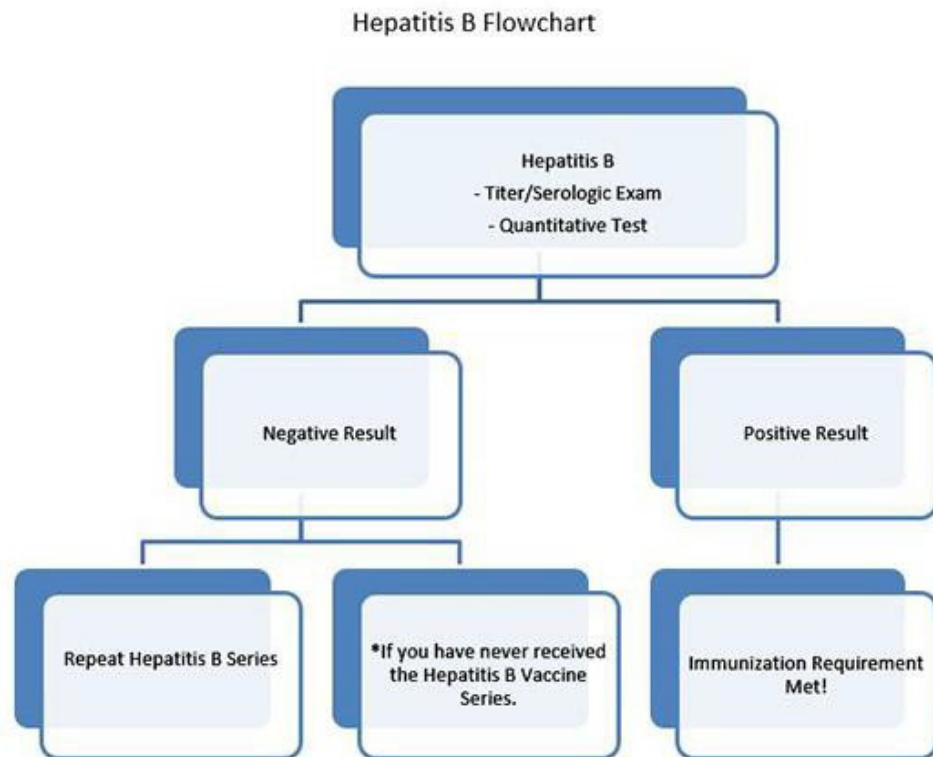 Hepatitis B Flowchart
Hepatitis B
- Titer/Serologic Exam
- Quantitative Test
Negative Result
Positive Result
Repeat Hepatitis B Series
*If you have never received
the Hepatitis B Vaccine
Series.
Immunization Requirement
Met!